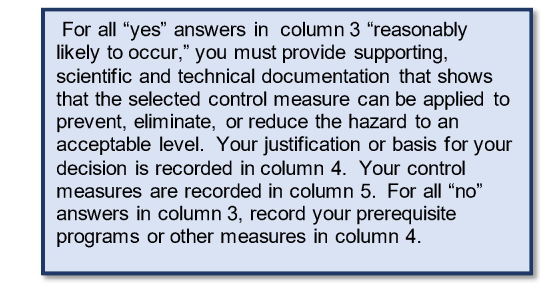 For all “yes” answers in column 3 “reasonably
likely to occur,” you must provide supporting,
scientific and technical documentation that shows
that the selected control measure can be applied to
prevent, eliminate, or reduce the hazard to an
acceptable level. Your justification or basis for your
decision is recorded in column 4. Your control
measures are recorded in column 5. For all “no”
answers in column 3, record your prerequisite
programs or other measures in column 4.